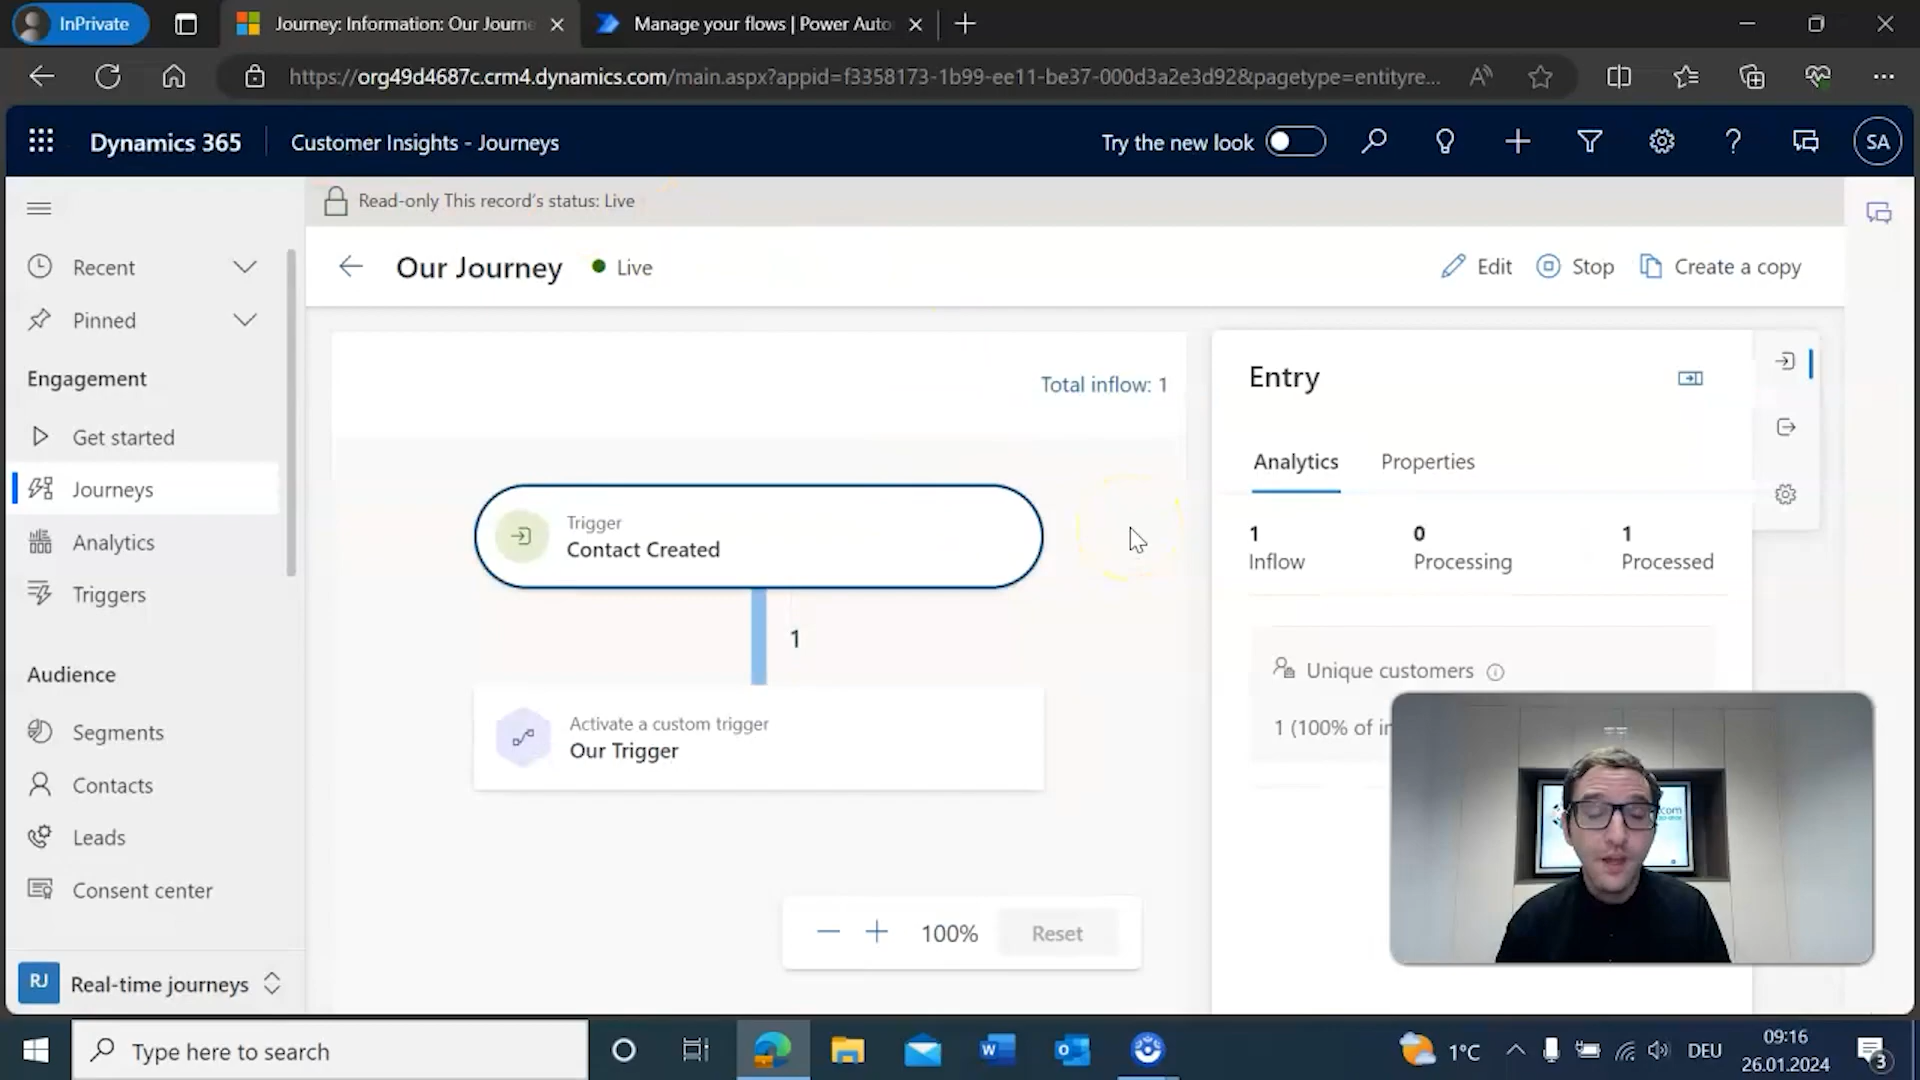 InPrivate
Journey: Information: Our Journe
Manage your flows | Power Auto
https://org49d4687c.crm4.dynamics.com/main.aspx?appid=f3358173-1b99-ee11-be37-000d3a2e3d92&pagetype=entityre...
Dynamics 365
Customer Insights - Journeys
Try the new look
SA
Read-only This record's status: Live
Our Journey
Live
Edit
Stop
Create a copy
Recent
Pinned
Engagement
Get started
Journeys
Analytics
Triggers
Audience
Segments
Contacts
Leads
Consent center
RJ
Real-time journeys
Total inflow: 1
Trigger
Contact Created
1
Activate a custom trigger
Our Trigger
100%
Reset
Entry
Analytics
Properties
1
Inflow
0
Processing
1
Processed
Unique customers
1 (100% of in
com
Type here to search
1°C
DEU
09:16
26.01.2024
3